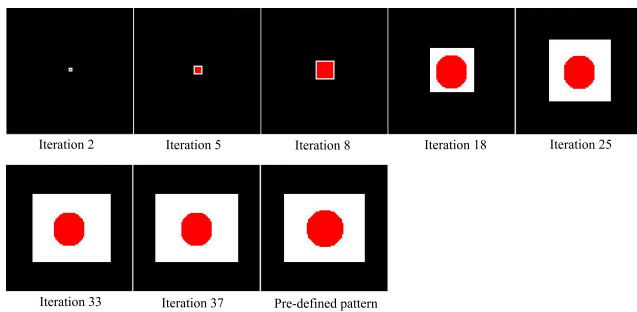 Iteration 2
Iteration 5
Iteration 8
Iteration 18
Iteration 25
Iteration 33
Iteration 37
Pre-defined pattern